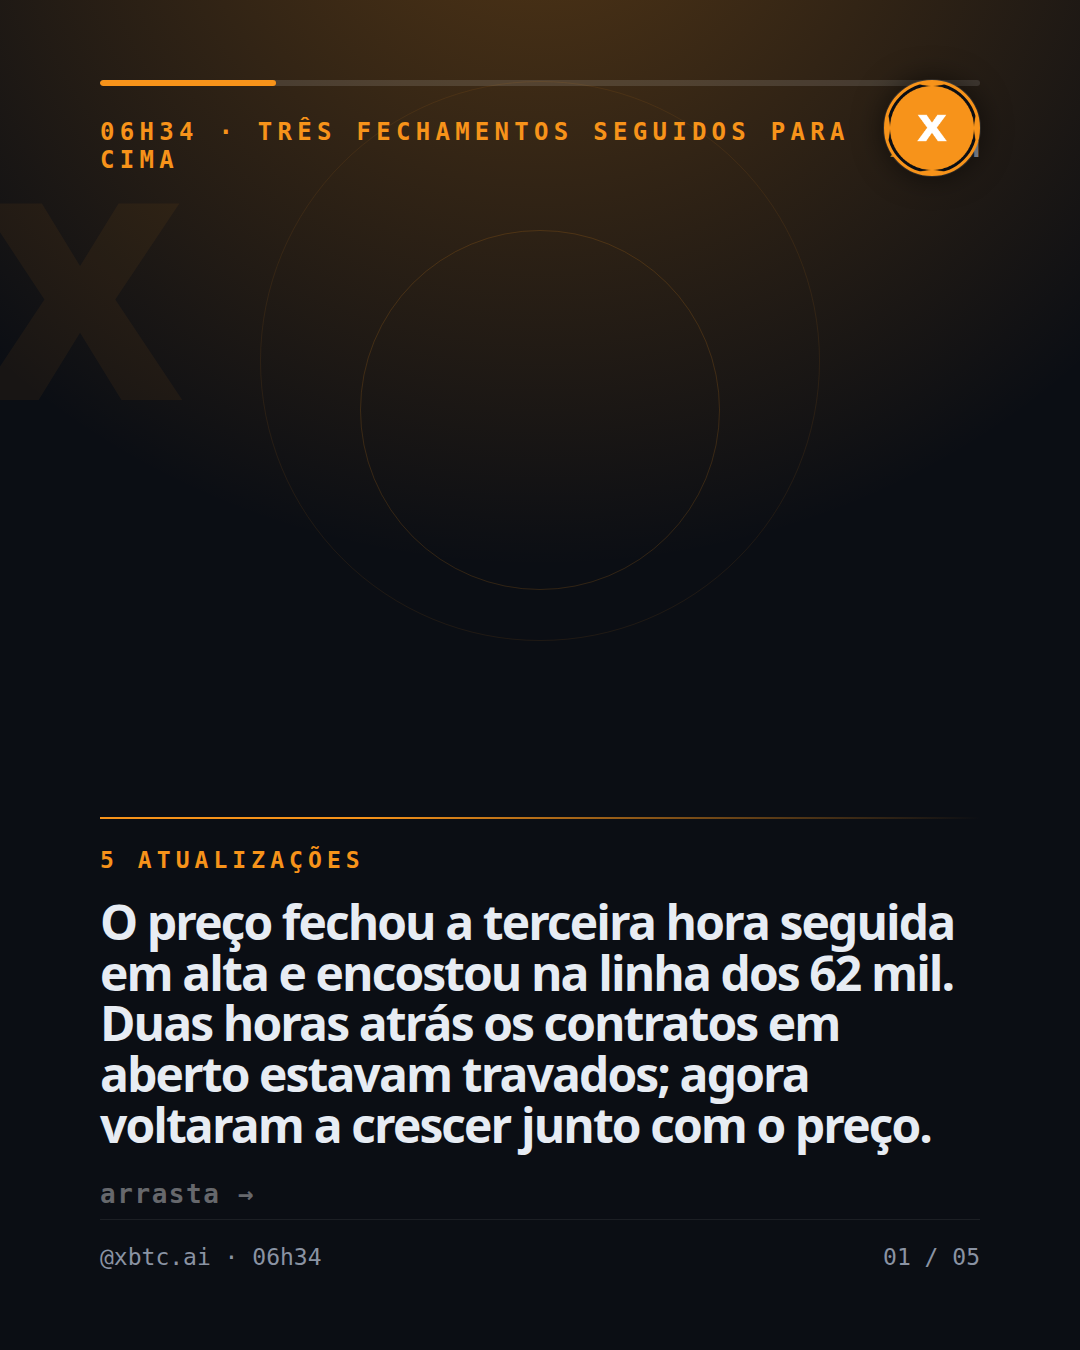 06H34 · TRÊS FECHAMENTOS SEGUIDOS PARA
CIMA
X
X
5 ATUALIZAÇÕES
O preço fechou a terceira hora seguida
em alta e encostou na linha dos 62 mil.
Duas horas atrás os contratos em
aberto estavam travados; agora
voltaram a crescer junto com o preço.
arrasta →
@xbtc.ai · 06h34
01 / 05